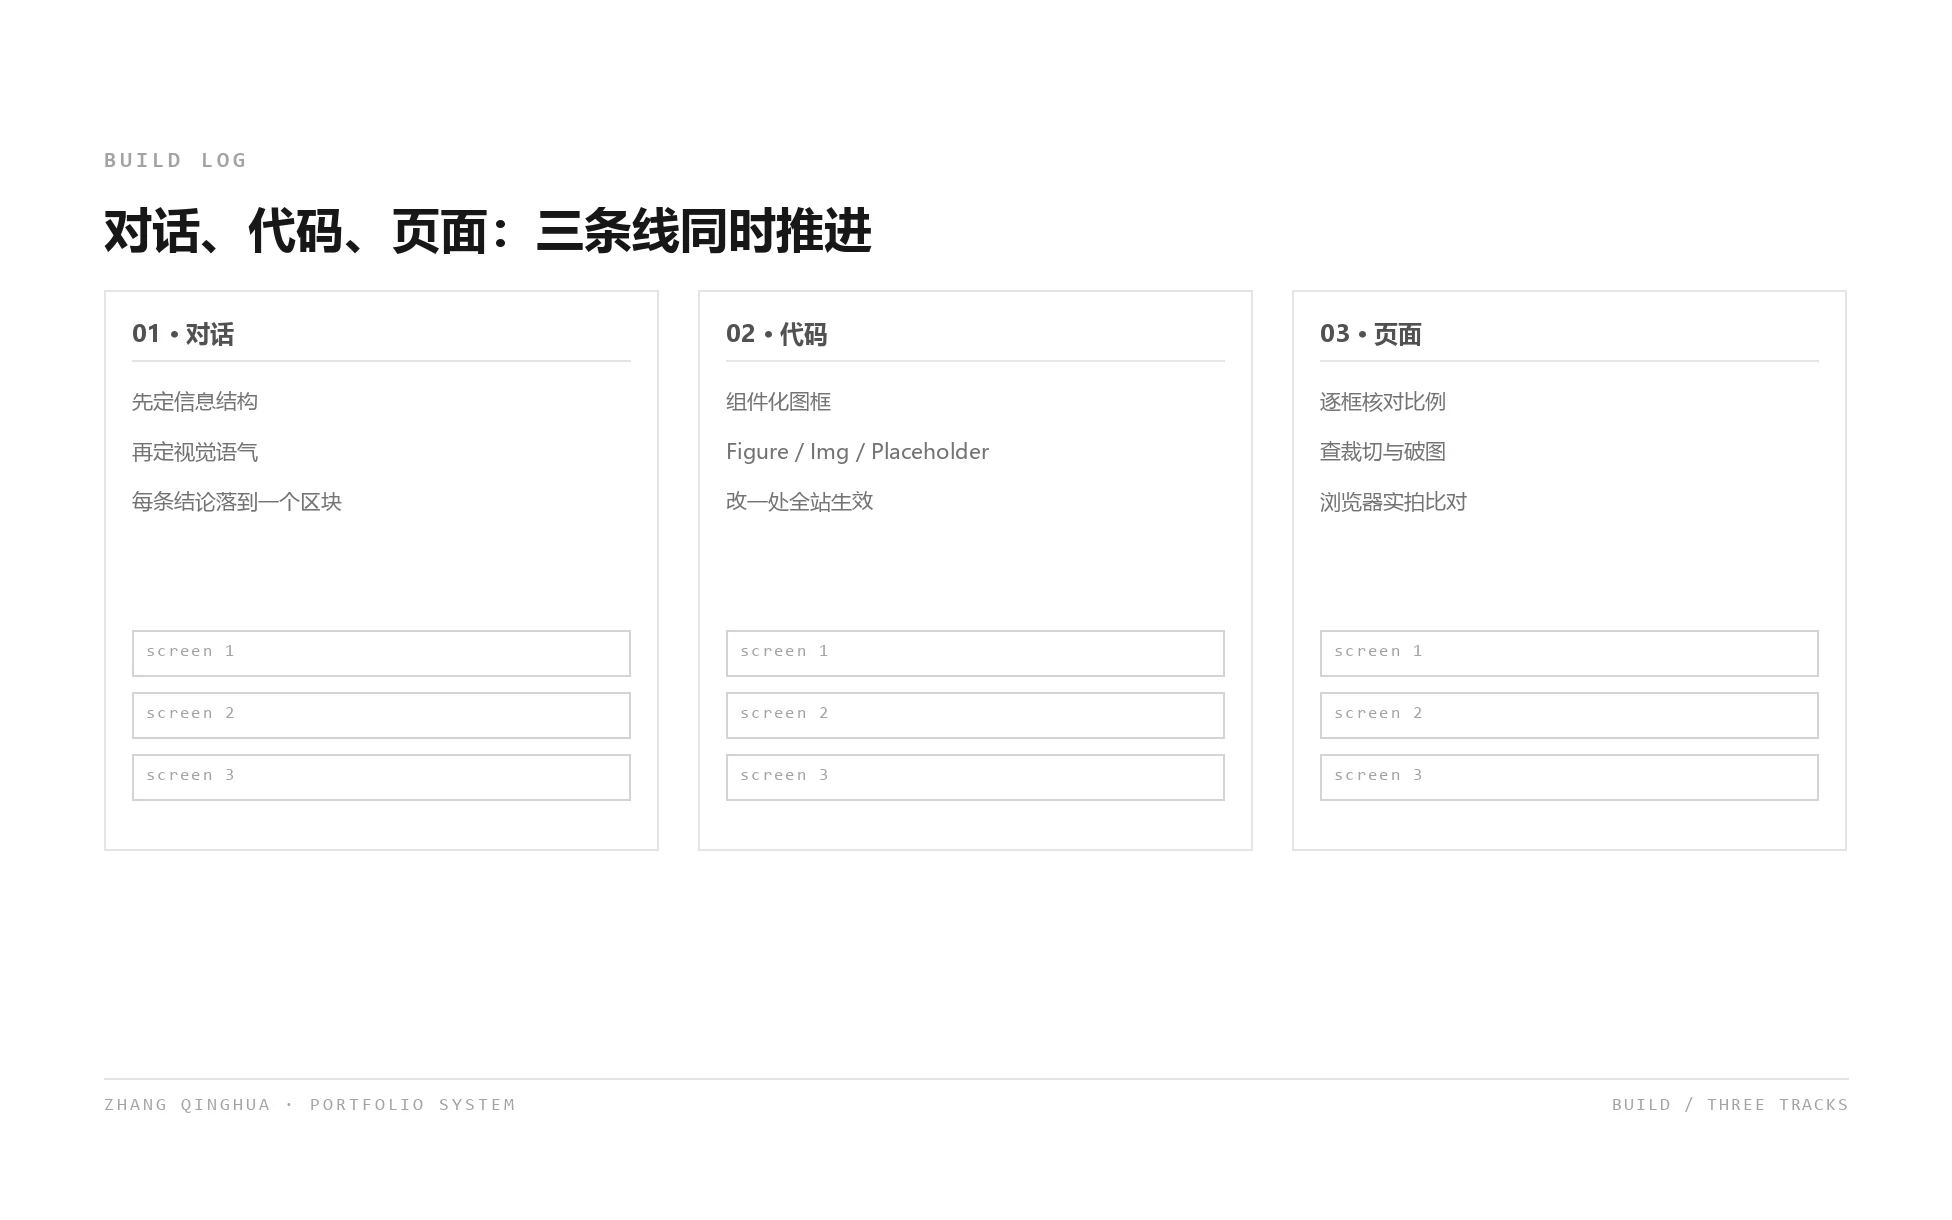 BUILD LOG
对话、代码、页面：三条线同时推进
01 • 对话
先定信息结构
再定视觉语气
每条结论落到一个区块
screen 1
screen 2
screen 3
02 • 代码
组件化图框
Figure / Img / Placeholder
改一处全站生效
screen 1
screen 2
screen 3
03 • 页面
逐框核对比例
查裁切与破图
浏览器实拍比对
screen 1
screen 2
screen 3
ZHANG QINGHUA · PORTFOLIO SYSTEM
BUILD / THREE TRACKS